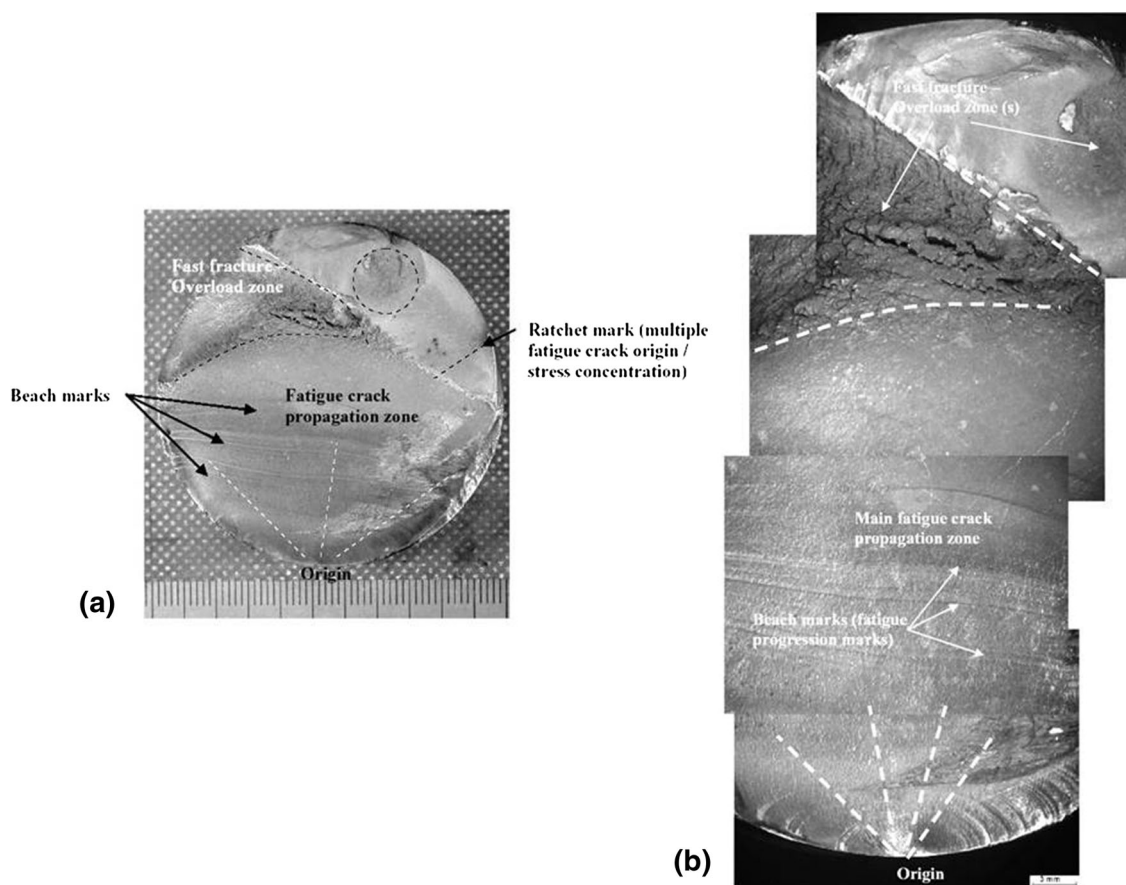 Fast fracture –
Overload zone
Ratchet mark (multiple
fatigue crack origin /
stress concentration)
Beach marks
Fatigue crack
propagation zone
Origin
(a)
Fast fracture –
Overload zone (s)
Main fatigue crack
propagation zone
Beach marks (fatigue
progression marks)
Origin
(b)
3 mm